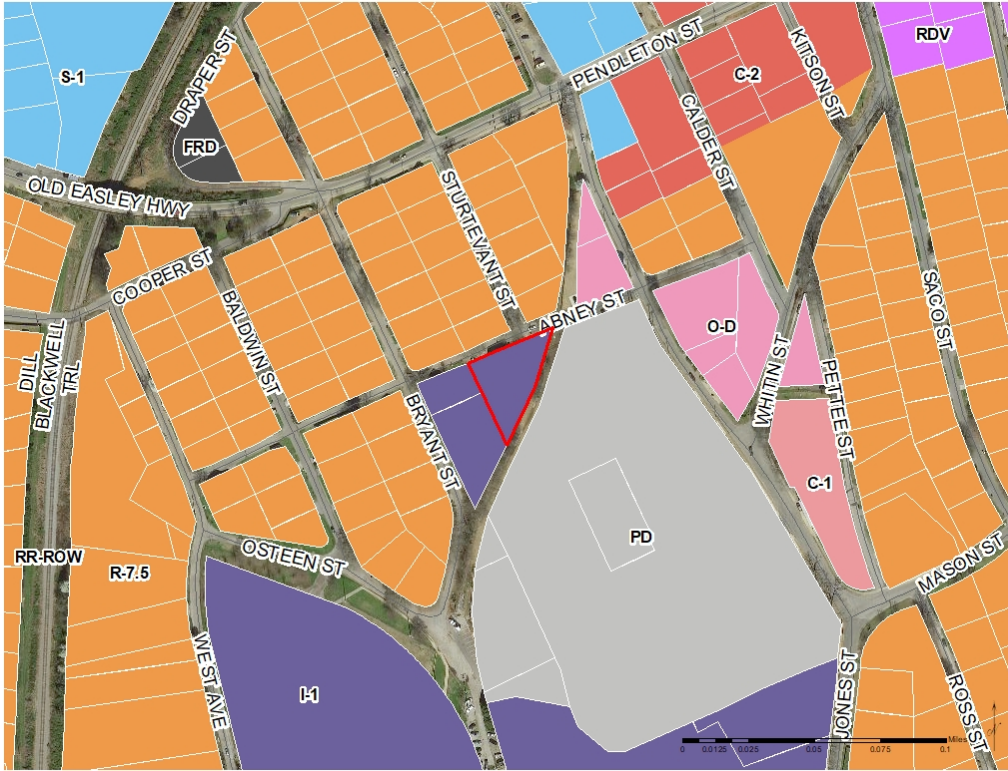 RDV
S-1
DRAPER ST
PENDLETON ST
C-2
KITSON ST
CALDER ST
FRD
OLD EASLEY HWY
STURTEVANT ST
COOPER ST
BALDWIN ST
SACO ST
ABNEY ST
O-D
DILL
BLACKWELL
TRL
WHITIN ST
PETTEE ST
BRYANT ST
C-1
PD
OSTEEN ST
RR-ROW
R-7.5
MASON ST
WEST AVE
I-1
JONES ST
ROSS ST
N
Miles
0 0.0125 0.025 0.05 0.075 0.1